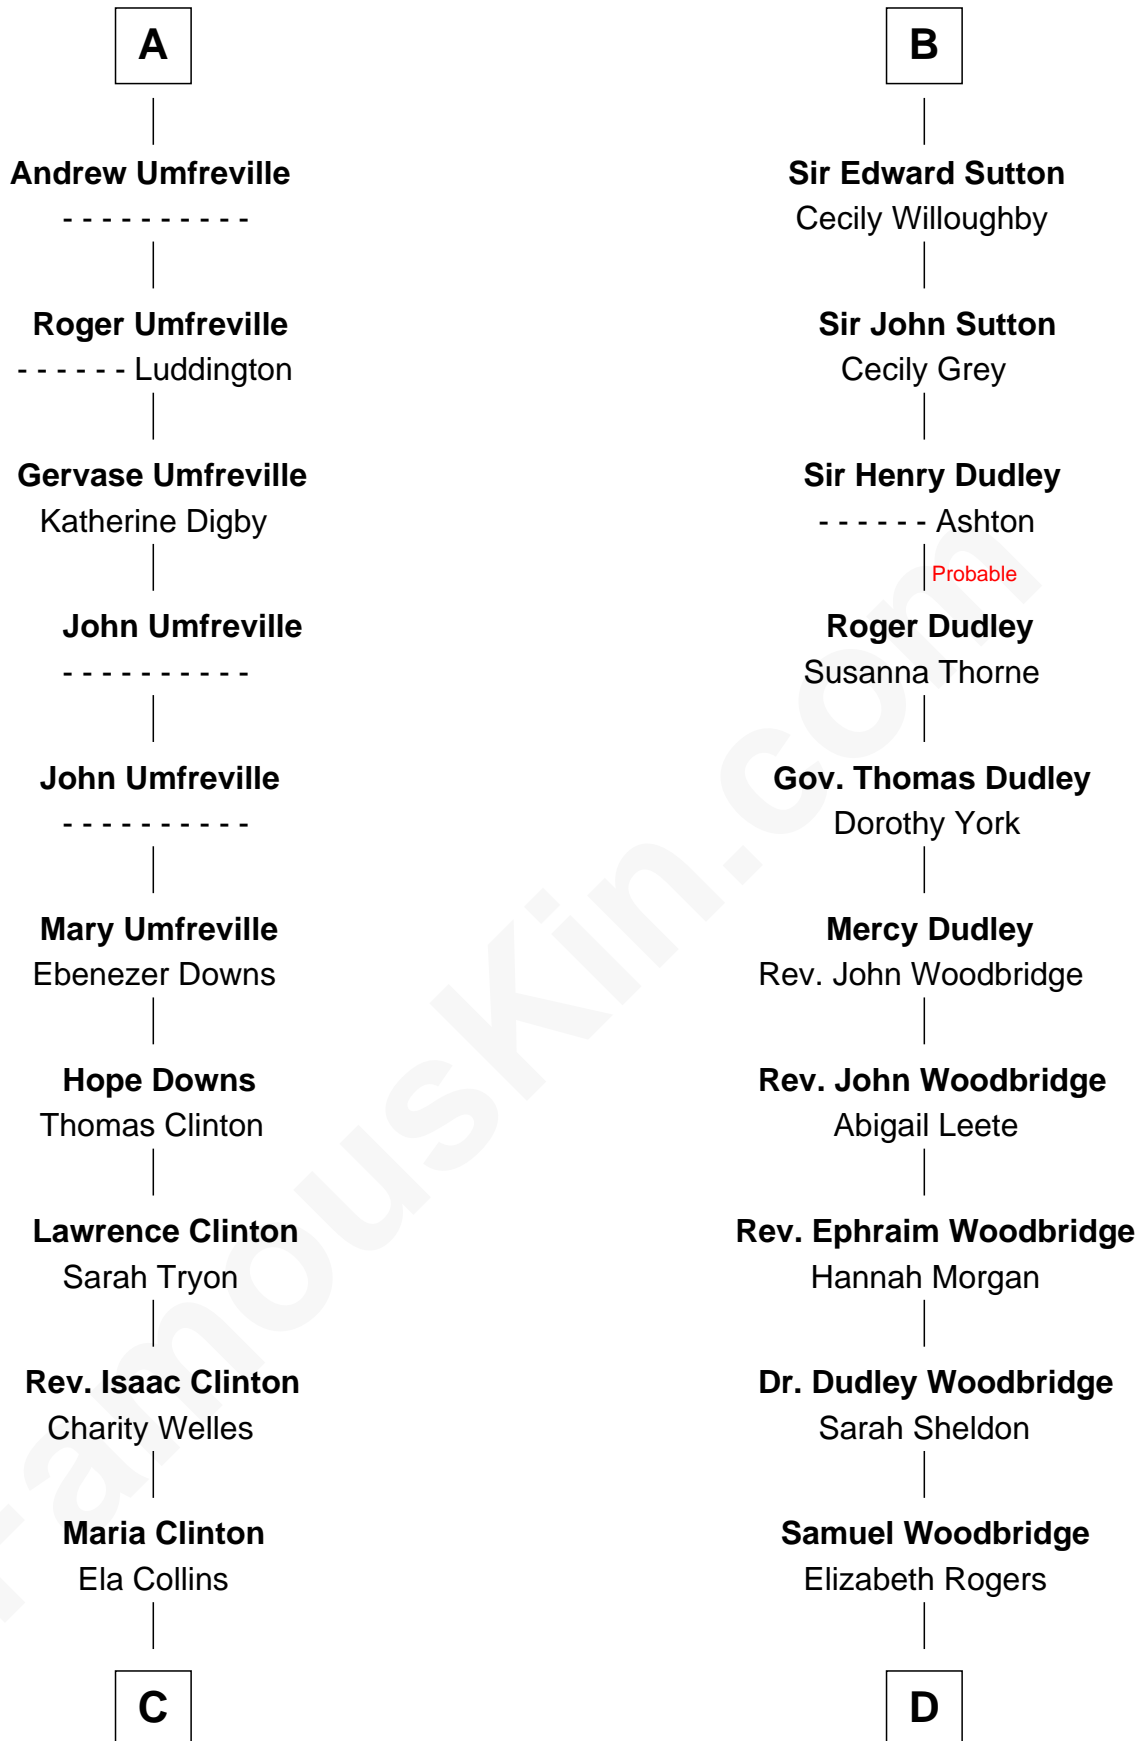 A
Andrew Umfreville
- - - - - - - - - -
Roger Umfreville
- - - - - - Luddington
Gervase Umfreville
Katherine Digby
John Umfreville
- - - - - - - - - -
John Umfreville
- - - - - - - - - -
Mary Umfreville
Ebenezer Downs
Hope Downs
Thomas Clinton
Lawrence Clinton
Sarah Tryon
Rev. Isaac Clinton
Charity Welles
Maria Clinton
Ela Collins
C
B
Sir Edward Sutton
Cecily Willoughby
Sir John Sutton
Cecily Grey
Sir Henry Dudley
- - - - - - Ashton
Probable
Roger Dudley
Susanna Thorne
Gov. Thomas Dudley
Dorothy York
Mercy Dudley
Rev. John Woodbridge
Rev. John Woodbridge
Abigail Leete
Rev. Ephraim Woodbridge
Hannah Morgan
Dr. Dudley Woodbridge
Sarah Sheldon
Samuel Woodbridge
Elizabeth Rogers
D
FamousKin.com